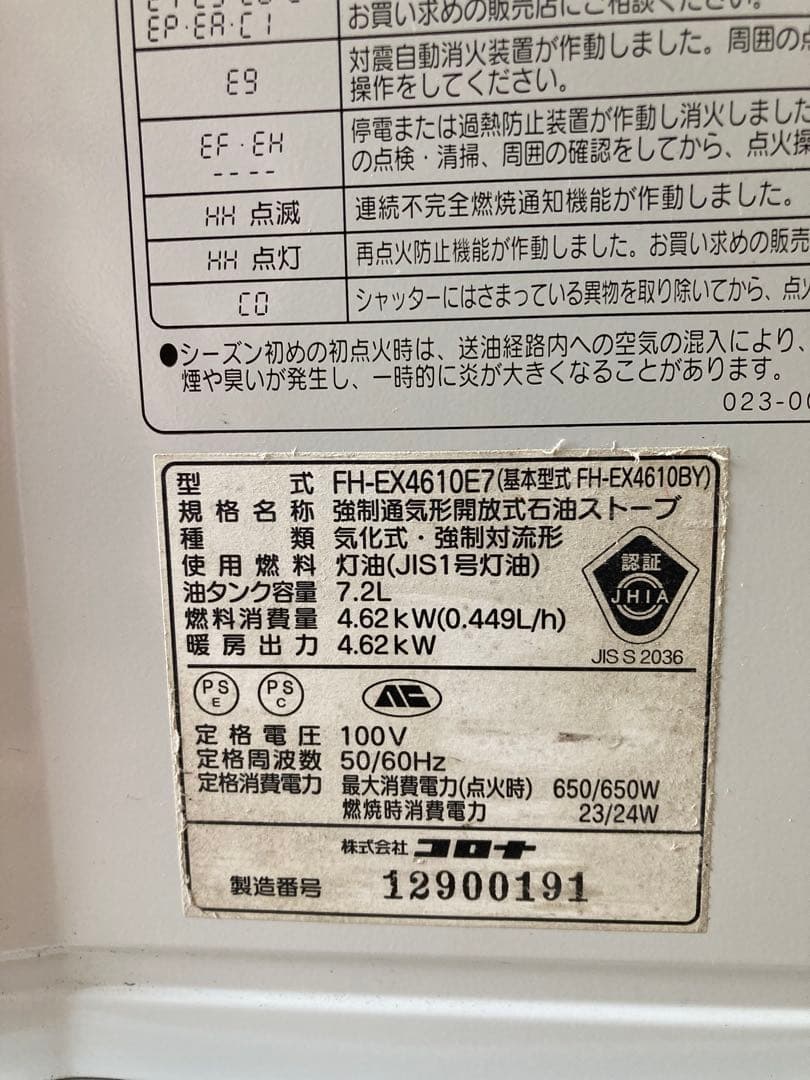 EP・EA・C1
お買い求めの販売店にご相談ください。
E9
対震自動消火装置が作動しました。周囲の点
操作をしてください。
EF・EH
----
停電または過熱防止装置が作動し消火しました
の点検・清掃、周囲の確認をしてから、点火操
HH 点滅
連続不完全燃焼通知機能が作動しました。
HH 点灯
再点火防止機能が作動しました。お買い求めの販売
CO
シャッターにはさまっている異物を取り除いてから、点火
●シーズン初めの初点火時は、送油経路内への空気の混入により、
煙や臭いが発生し、一時的に炎が大きくなることがあります。
023-00
型式 FH-EX4610E7(基本型式 FH-EX4610BY)
規格名称 強制通気形開放式石油ストーブ
種類 気化式・強制対流形
使用燃料 灯油(JIS1号灯油)
油タンク容量 7.2L
燃料消費量 4.62kW(0.449L/h)
暖房出力 4.62kW
認証
JHIA
JIS S 2036
PS E
PS C
定格電圧 100V
定格周波数 50/60Hz
定格消費電力 最大消費電力(点火時) 650/650W
燃焼時消費電力 23/24W
株式会社 コロナ
製造番号 12900191